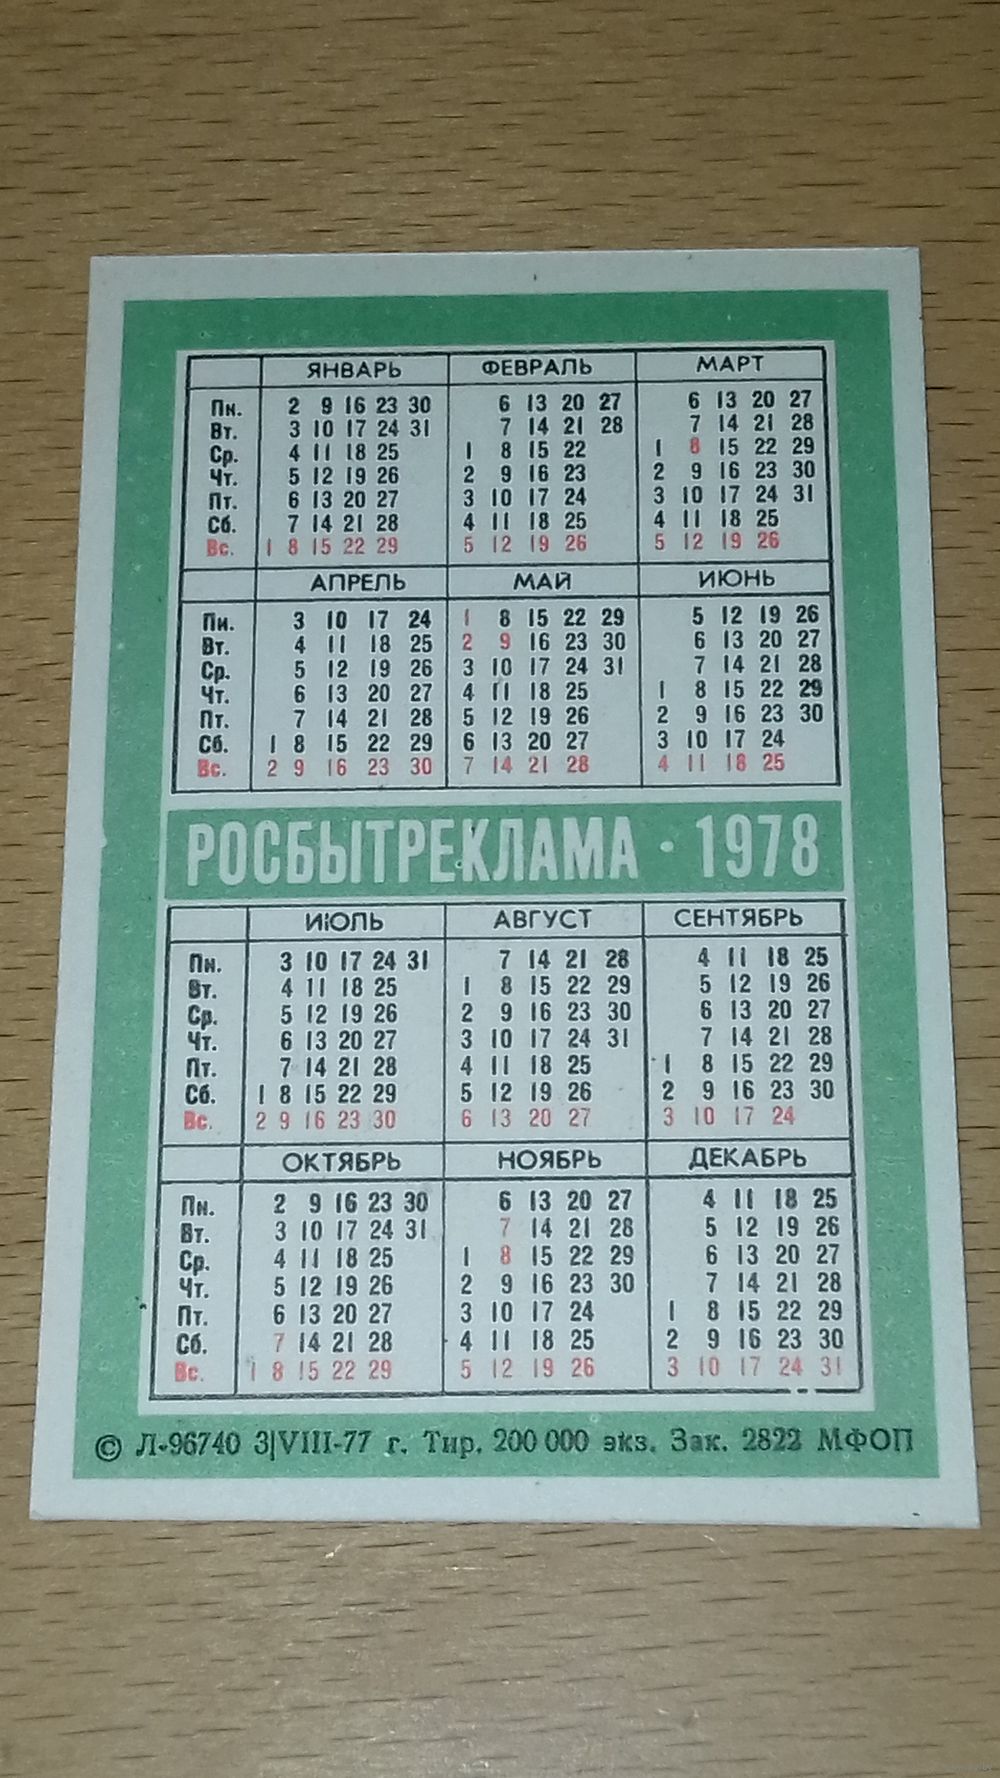 ЯНВАРЬ ФЕВРАЛЬ МАРТ
Пн. 2 9 16 23 30 6 13 20 27 6 13 20 27
Вт. 3 10 17 24 31 7 14 21 28 7 14 21 28
Ср. 4 11 18 25 1 8 15 22 1 8 15 22 29
Чт. 5 12 19 26 2 9 16 23 2 9 16 23 30
Пт. 6 13 20 27 3 10 17 24 3 10 17 24 31
Сб. 7 14 21 28 4 11 18 25 4 11 18 25
Вс. 1 8 15 22 29 5 12 19 26 5 12 19 26
АПРЕЛЬ МАЙ ИЮНЬ
Пн. 3 10 17 24 1 8 15 22 29 5 12 19 26
Вт. 4 11 18 25 2 9 16 23 30 6 13 20 27
Ср. 5 12 19 26 3 10 17 24 31 7 14 21 28
Чт. 6 13 20 27 4 11 18 25 1 8 15 22 29
Пт. 7 14 21 28 5 12 19 26 2 9 16 23 30
Сб. 1 8 15 22 29 6 13 20 27 3 10 17 24
Вс. 2 9 16 23 30 7 14 21 28 4 11 18 25
РОСБЫТРЕКЛАМА · 1978
ИЮЛЬ АВГУСТ СЕНТЯБРЬ
Пн. 3 10 17 24 31 7 14 21 28 4 11 18 25
Вт. 4 11 18 25 1 8 15 22 29 5 12 19 26
Ср. 5 12 19 26 2 9 16 23 30 6 13 20 27
Чт. 6 13 20 27 3 10 17 24 31 7 14 21 28
Пт. 7 14 21 28 4 11 18 25 1 8 15 22 29
Сб. 1 8 15 22 29 5 12 19 26 2 9 16 23 30
Вс. 2 9 16 23 30 6 13 20 27 3 10 17 24
ОКТЯБРЬ НОЯБРЬ ДЕКАБРЬ
Пн. 2 9 16 23 30 6 13 20 27 4 11 18 25
Вт. 3 10 17 24 31 7 14 21 28 5 12 19 26
Ср. 4 11 18 25 1 8 15 22 29 6 13 20 27
Чт. 5 12 19 26 2 9 16 23 30 7 14 21 28
Пт. 6 13 20 27 3 10 17 24 1 8 15 22 29
Сб. 7 14 21 28 4 11 18 25 2 9 16 23 30
Вс. 1 8 15 22 29 5 12 19 26 3 10 17 24 31
© Л-96740 3|VIII-77 г. Тир. 200 000 экз. Зак. 2822 МФОП